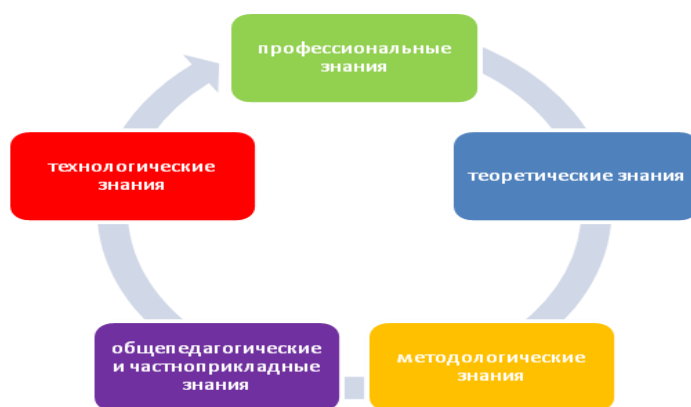 профессиональные
знания
теоретические знания
методологические
знания
общепедагогические
и частноприкладные
знания
технологические
знания